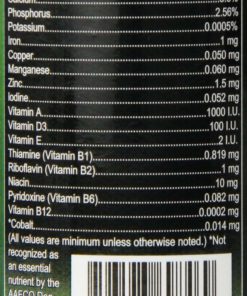 Phosphorus 2.56%
Potassium 0.0005%
Iron 1 mg
Copper 0.050 mg
Manganese 0.060 mg
Zinc 1.5 mg
Iodine 0.052 mg
Vitamin A 1000 I.U.
Vitamin D3 100 I.U.
Vitamin E 2 I.U.
Thiamine (Vitamin B1) 0.819 mg
Riboflavin (Vitamin B2) 1 mg
Niacin 10 mg
Pyridoxine (Vitamin B6) 0.082 mg
Vitamin B12 0.0002 mg
*Cobalt 0.014 mg
(All values are minimum unless otherwise noted.) *Not
recognized as
an essential
nutrient by the